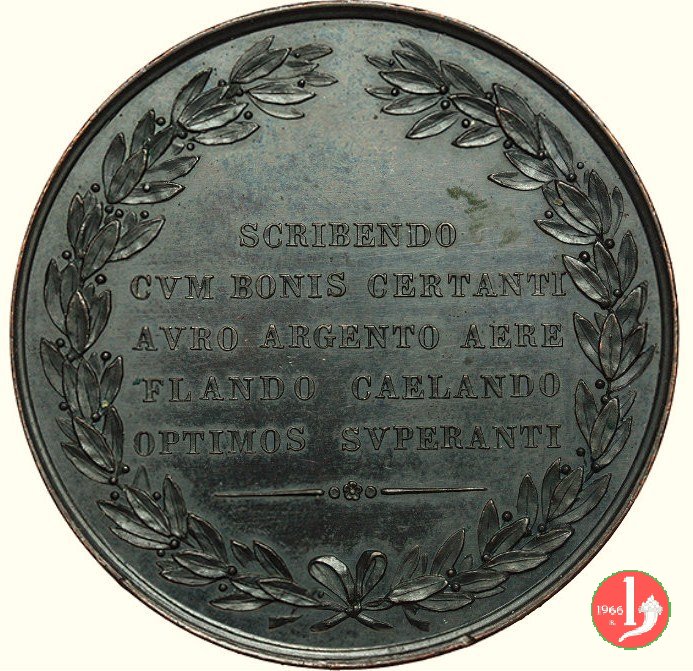 SCRIBENDO
CVM BONIS CERTANTI
AVRO ARGENTO AERE
FLANDO CAELANDO
OPTIMOS SVPERANTI
1966